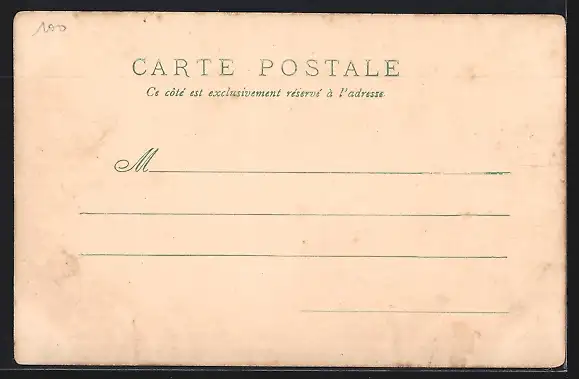 100
CARTE POSTALE
Ce côté est exclusivement réservé à l'adresse
M